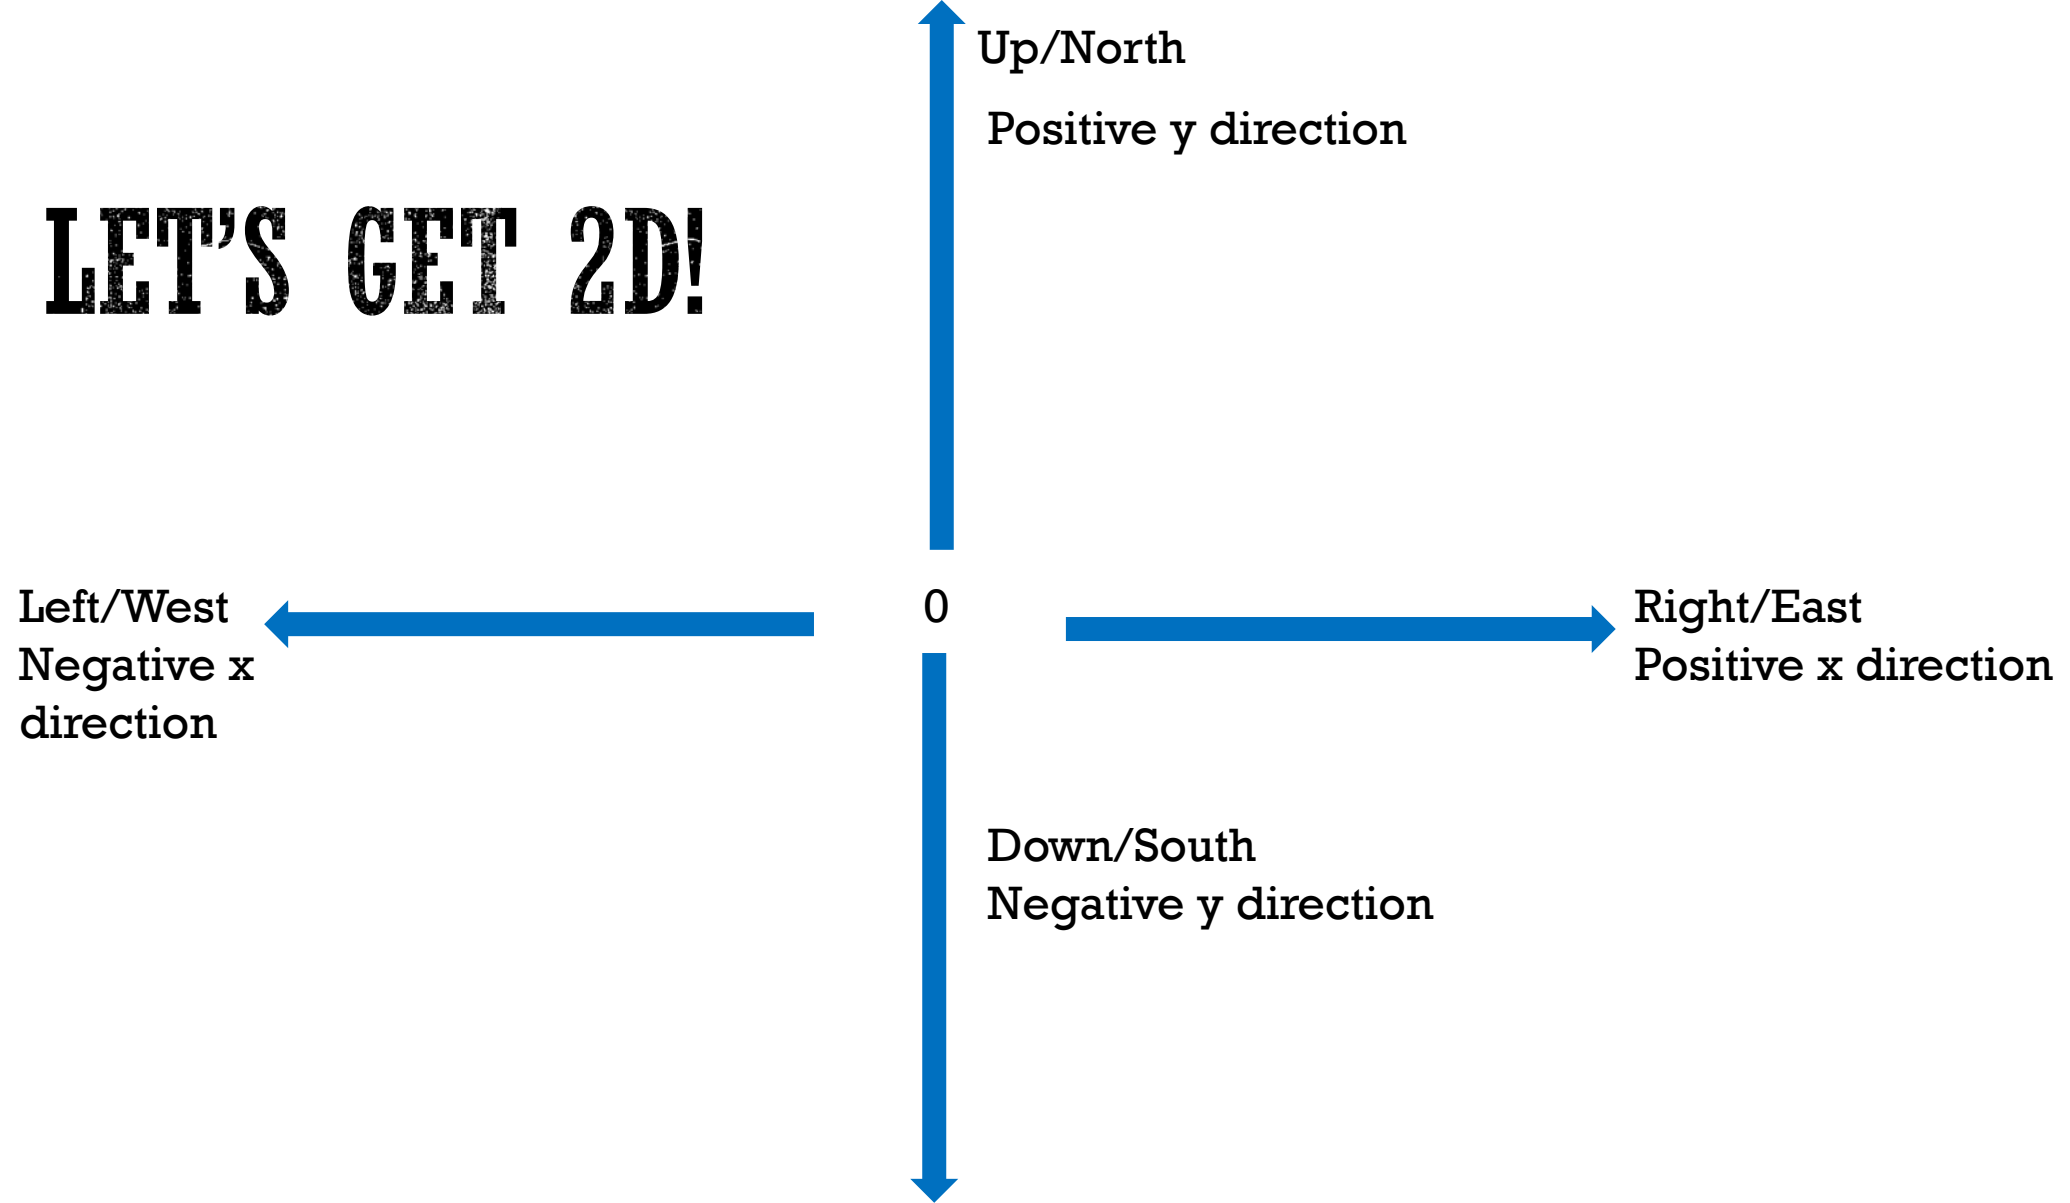 Up/North
Positive y direction
LET'S GET 2D!
Left/West
Negative x
direction
0
Right/East
Positive x direction
Down/South
Negative y direction